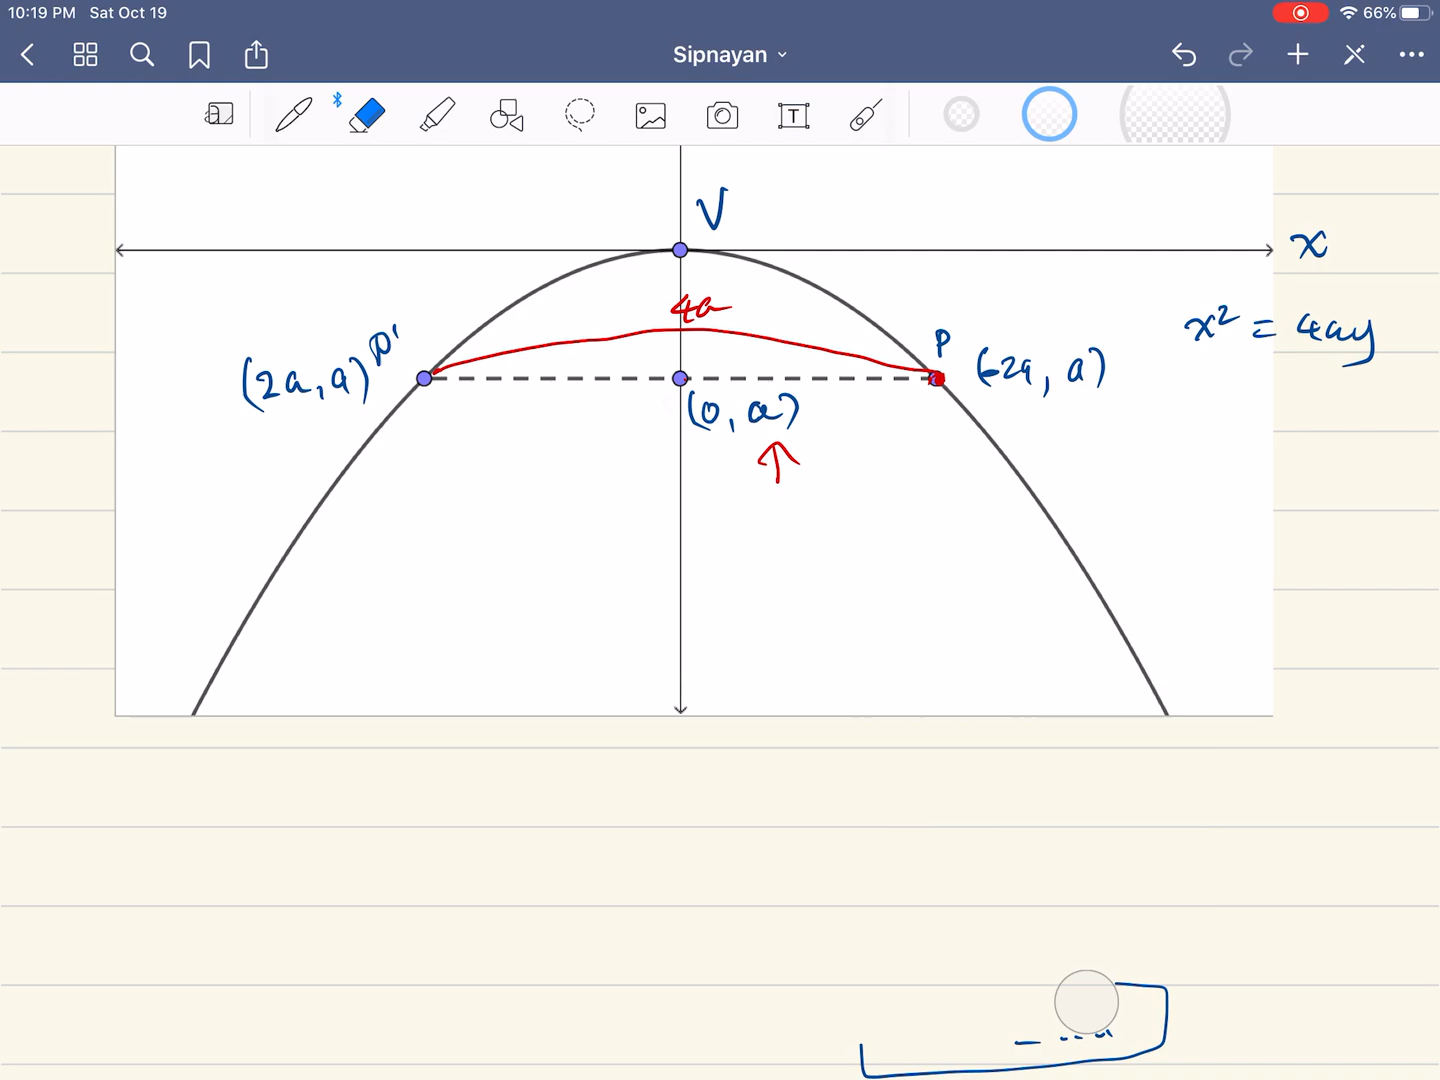 10:19 PM Sat Oct 19
66%
Sipnayan
T
V
x
4a
x² = 4ay
P'
P
(2a, a)
(-2a, a)
(0, a)